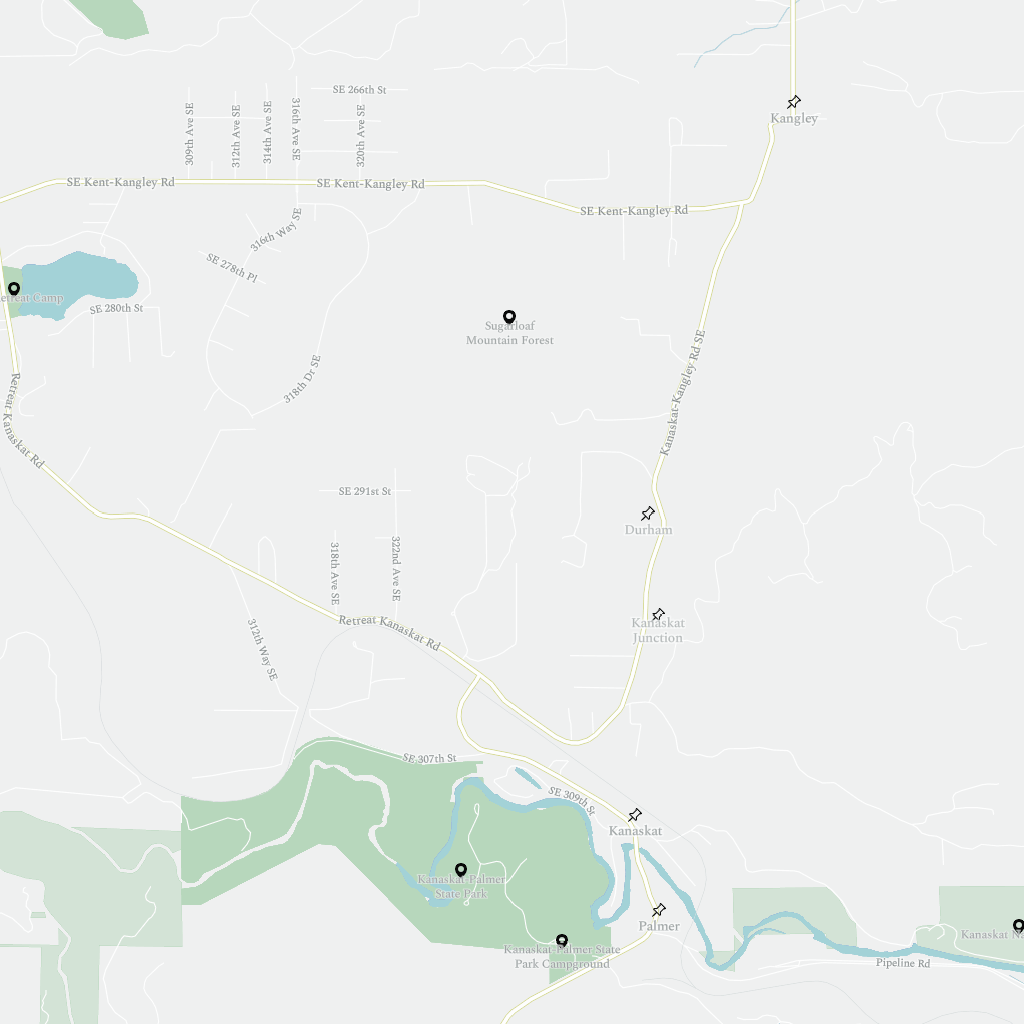 SE 266th St
309th Ave SE
312th Ave SE
314th Ave SE
316th Ave SE
320th Ave SE
Kangley
SE Kent-Kangley Rd
SE Kent-Kangley Rd
SE Kent-Kangley Rd
316th Way SE
SE 278th Pl
etreat Camp
SE 280th St
Sugarloaf
Mountain Forest
318th Dr SE
Kanaskat-Kangley Rd SE
Retreat Kanaskat Rd
SE 291st St
Durham
318th Ave SE
322nd Ave SE
Kanaskat
Junction
Retreat Kanaskat Rd
312th Way SE
SE 307th St
SE 309th St
Kanaskat
Kanaskat-Palmer
State Park
Palmer
Kanaskat-Palmer State
Park Campground
Kanaskat N
Pipeline Rd